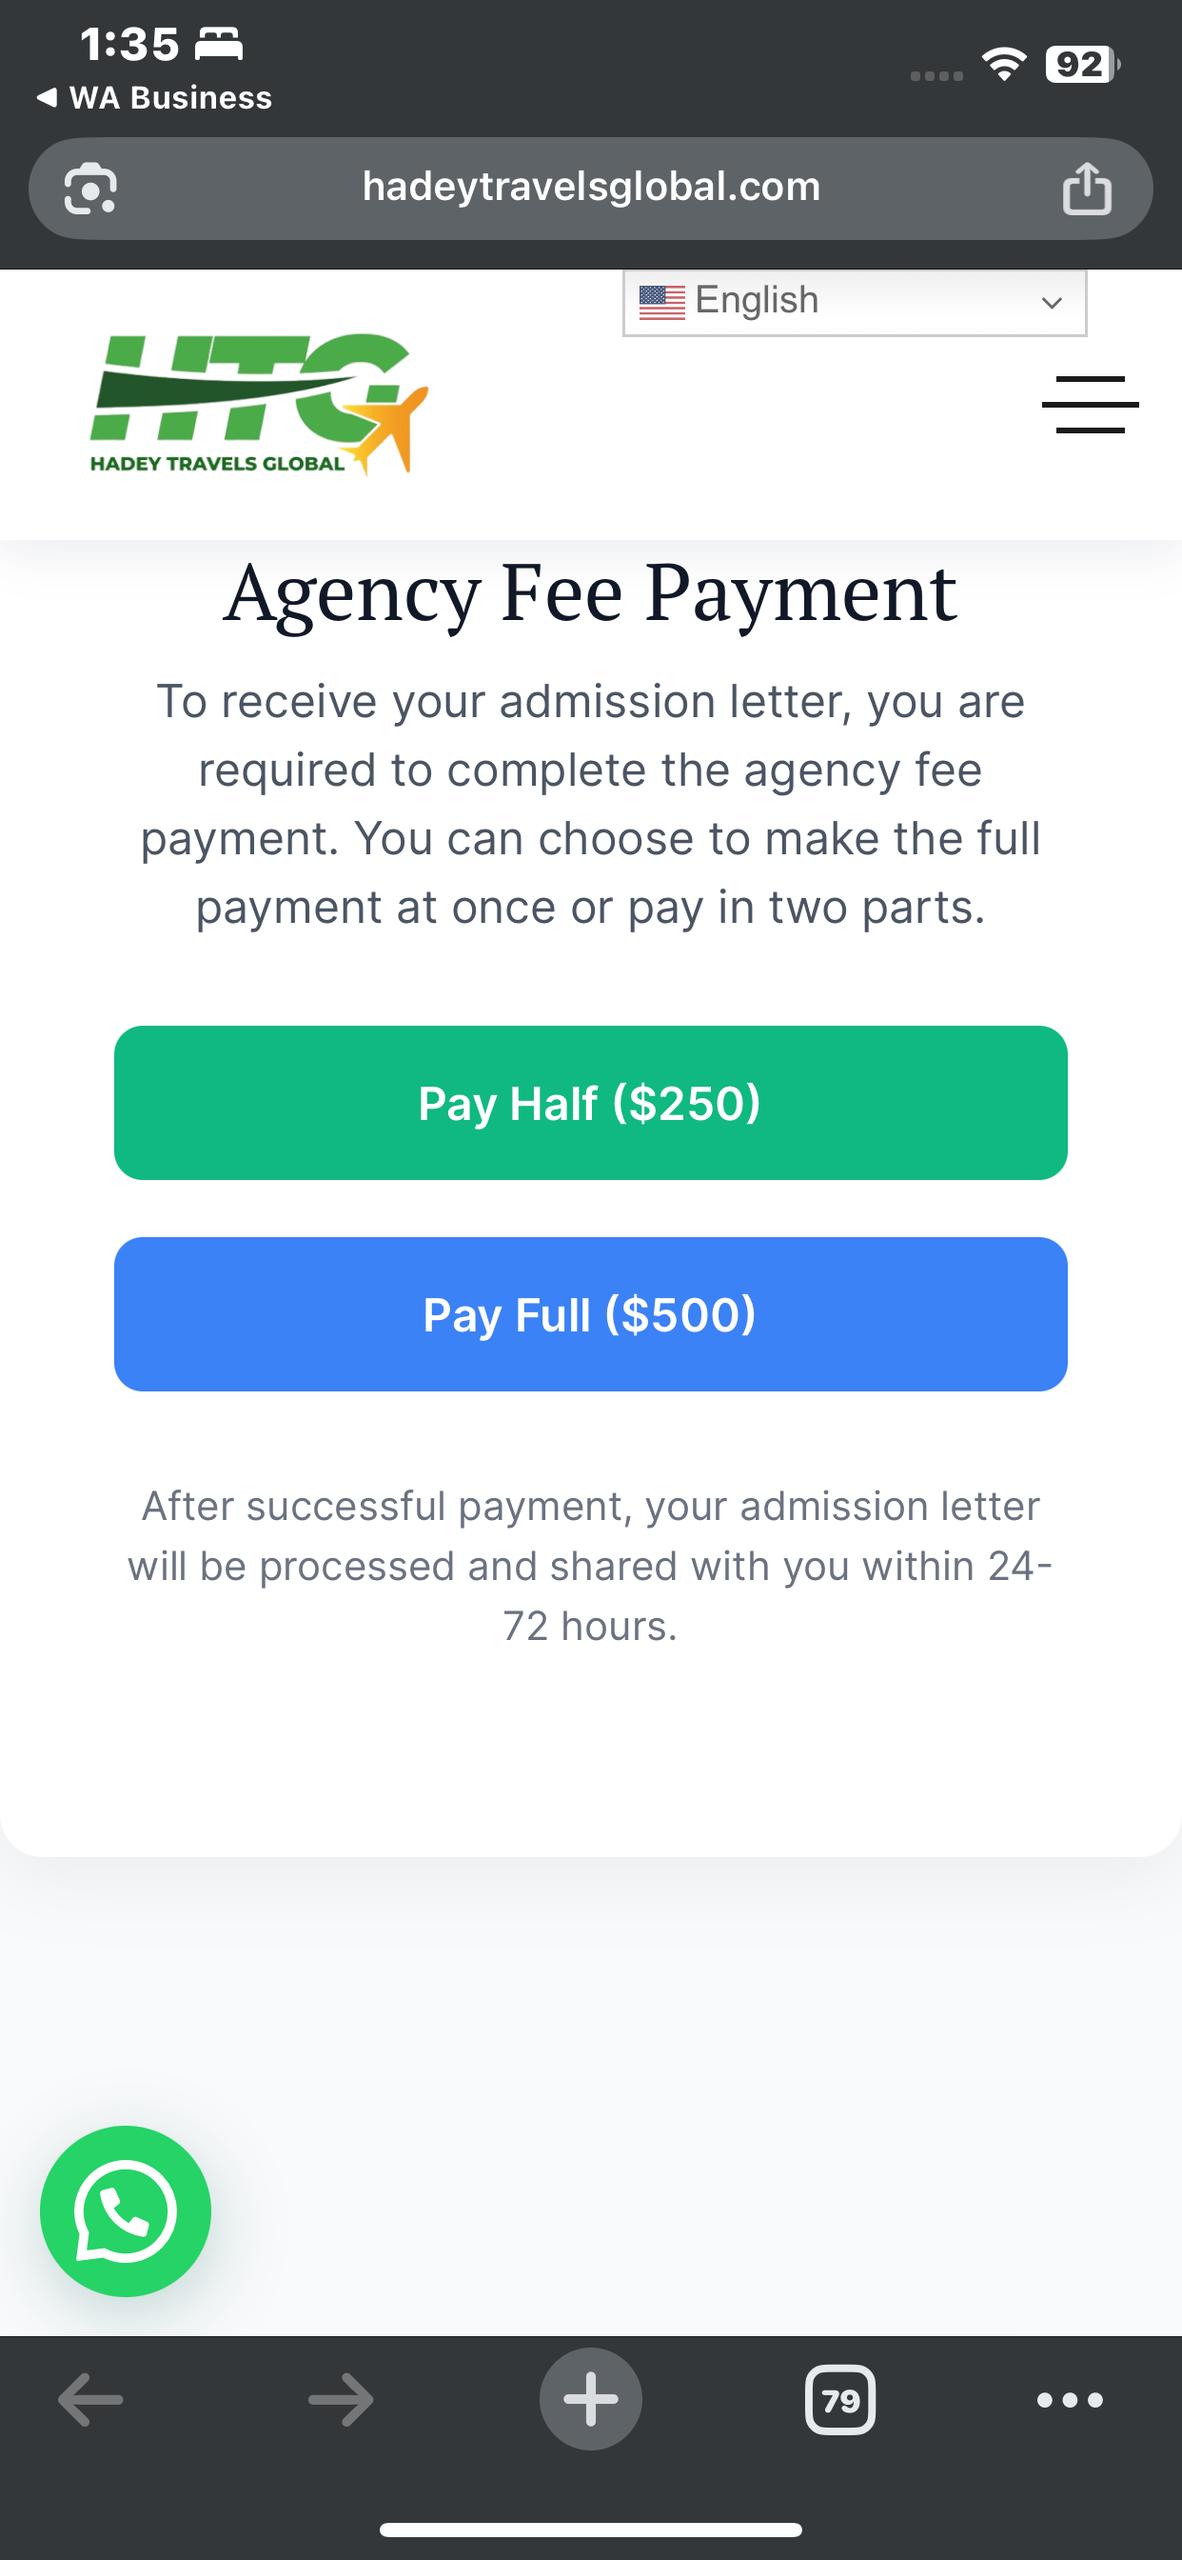 1:35
92
WA Business
hadeytravelsglobal.com
English
HTG
HADEY TRAVELS GLOBAL
Agency Fee Payment
To receive your admission letter, you are
required to complete the agency fee
payment. You can choose to make the full
payment at once or pay in two parts.
Pay Half ($250)
Pay Full ($500)
After successful payment, your admission letter
will be processed and shared with you within 24-
72 hours.
79